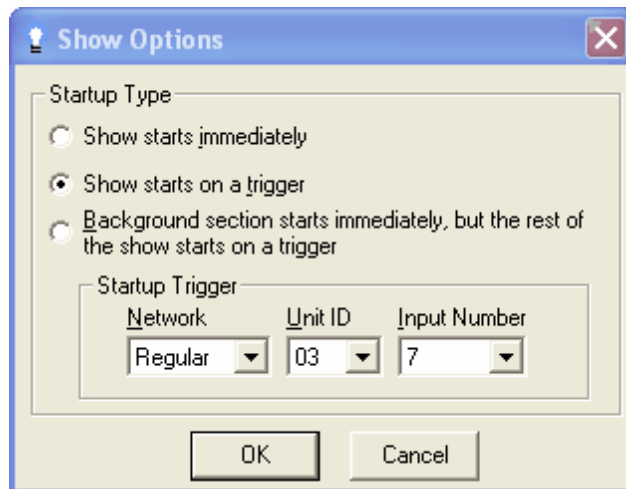 Show Options
Startup Type
Show starts immediately
Show starts on a trigger
Background section starts immediately, but the rest of
the show starts on a trigger
Startup Trigger
Network Unit ID Input Number
Regular 03 7
OK Cancel